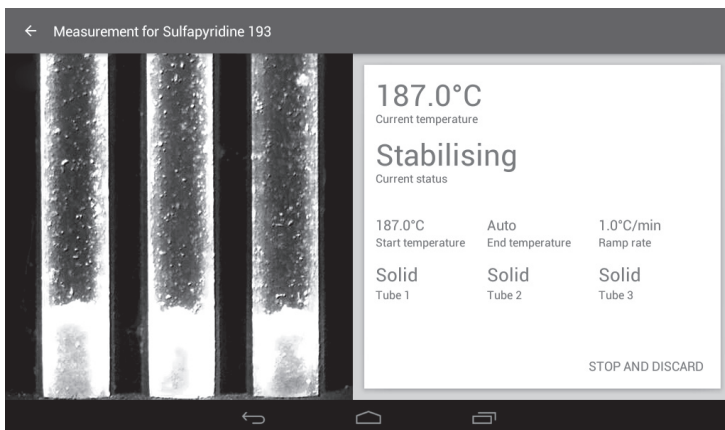 Measurement for Sulfapyridine 193
187.0°C
Current temperature
Stabilising
Current status
187.0°C Auto 1.0°C/min
Start temperature End temperature Ramp rate
Solid Solid Solid
Tube 1 Tube 2 Tube 3
STOP AND DISCARD